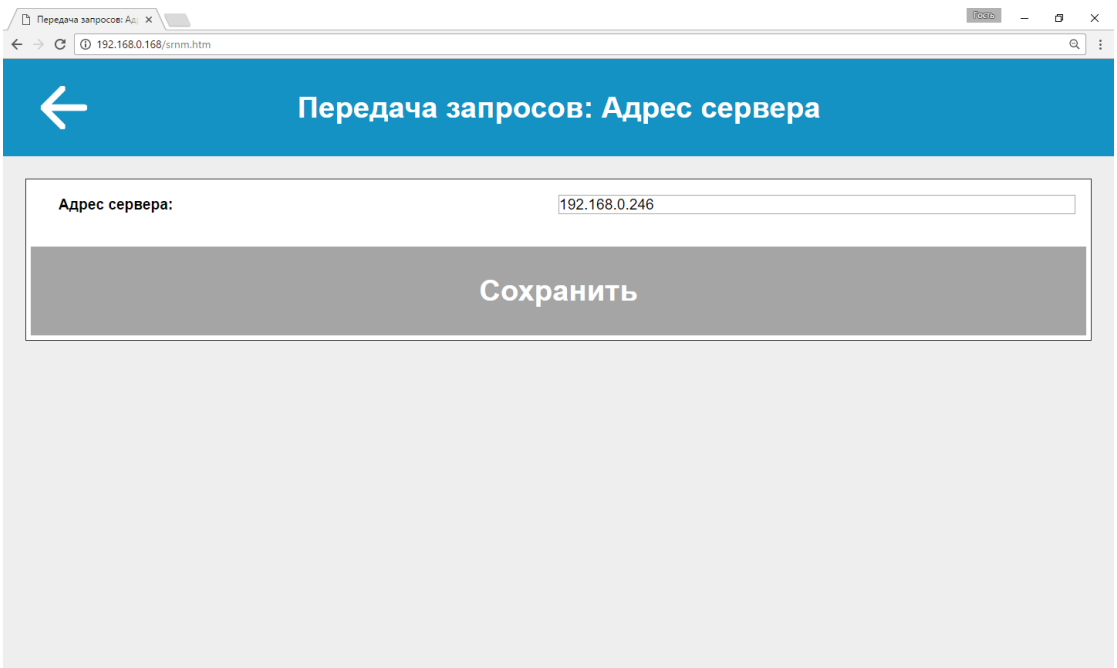 Передача запросов: Ад
Гость
192.168.0.168/srnm.htm
Передача запросов: Адрес сервера
Адрес сервера:
192.168.0.246
Сохранить